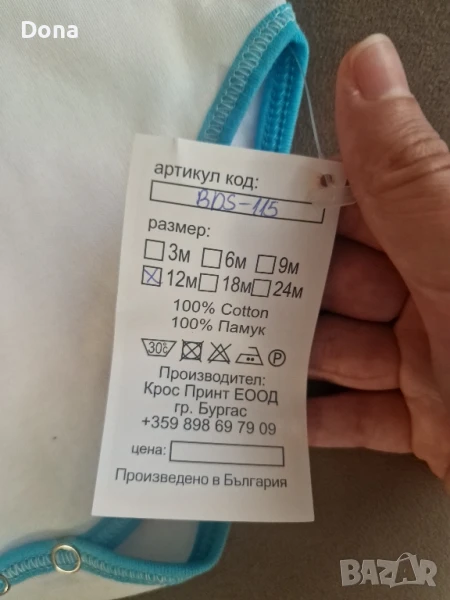 Dona
артикул код:
BDS-115
размер:
3м 6м 9м
12м 18м 24м
100% Cotton
100% Памук
30°C P
Производител:
Крос Принт ЕООД
гр. Бургас
+359 898 69 79 09
цена:
Произведено в България
BAZAR